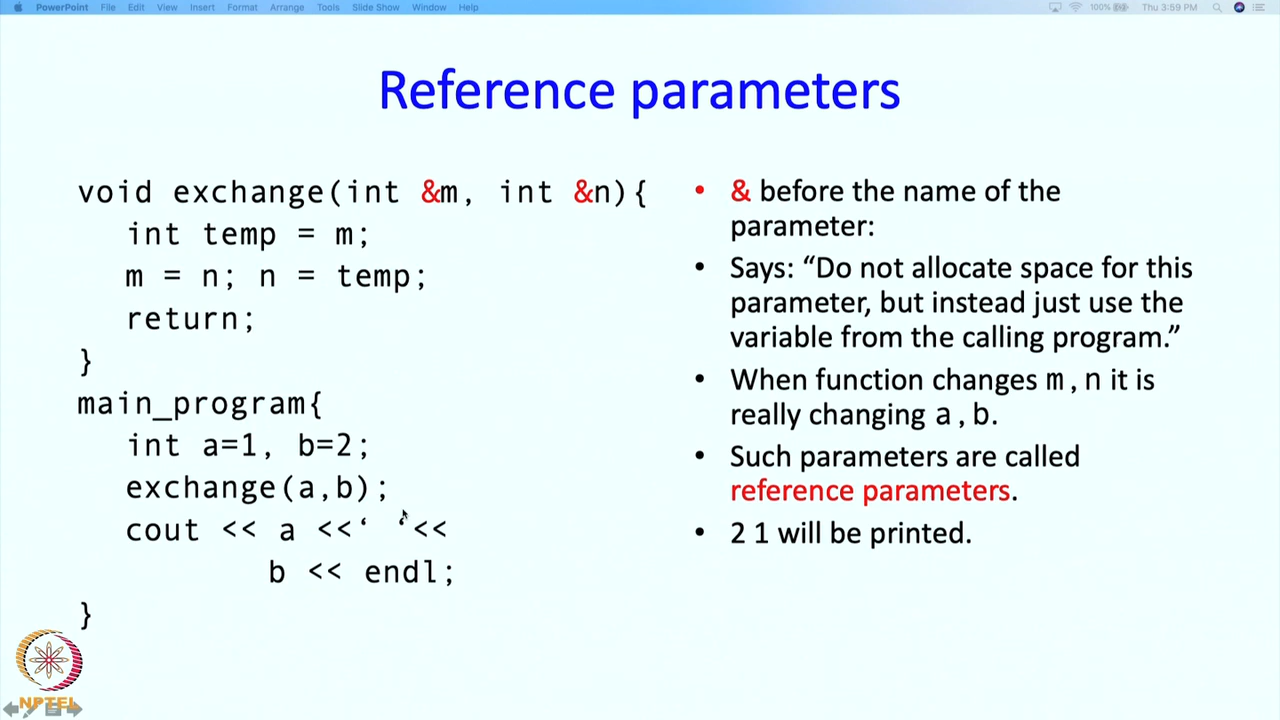 PowerPoint File Edit View Insert Format Arrange Tools Slide Show Window Help 100% Thu 3:59 PM
Reference parameters
void exchange(int &m, int &n){
int temp = m;
m = n; n = temp;
return;
}
main_program{
int a=1, b=2;
exchange(a,b);
cout << a <<‘ ‘<<
b << endl;
}
• & before the name of the
parameter:
• Says: “Do not allocate space for this
parameter, but instead just use the
variable from the calling program.”
• When function changes m,n it is
really changing a,b.
• Such parameters are called
reference parameters.
• 2 1 will be printed.
NPTEL